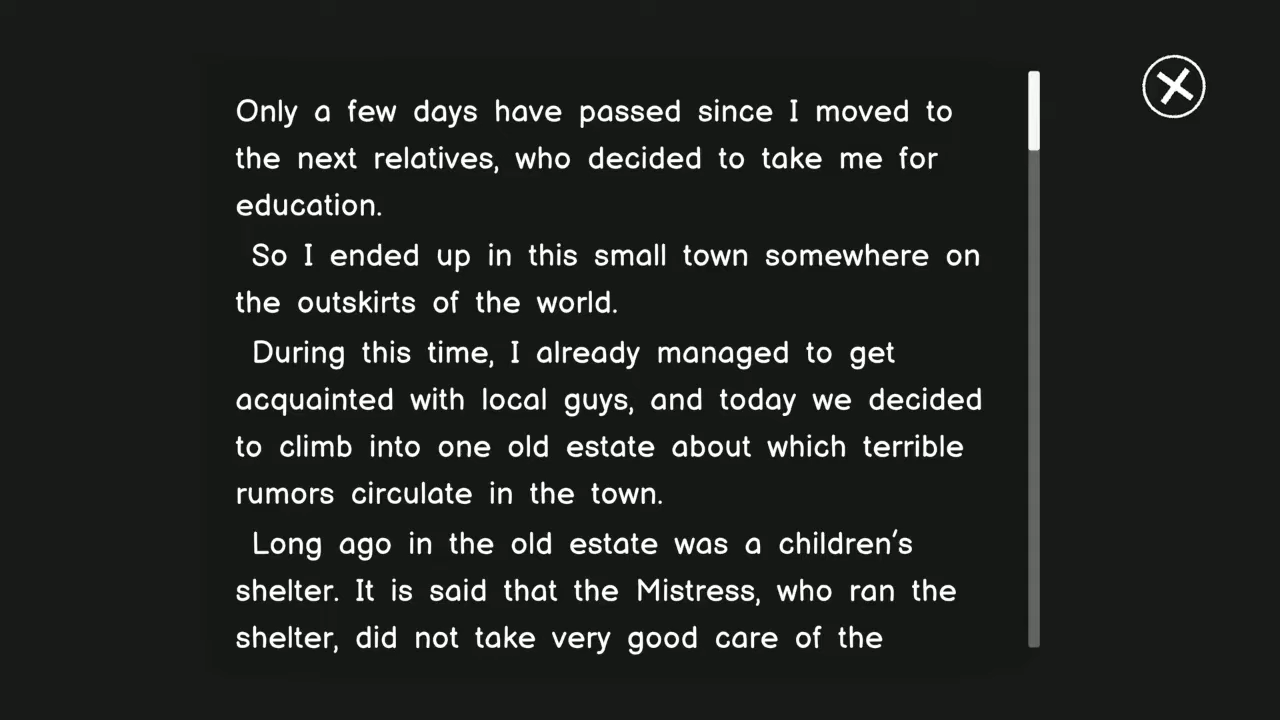 Only a few days have passed since I moved to
the next relatives, who decided to take me for
education.
So I ended up in this small town somewhere on
the outskirts of the world.
During this time, I already managed to get
acquainted with local guys, and today we decided
to climb into one old estate about which terrible
rumors circulate in the town.
Long ago in the old estate was a children's
shelter. It is said that the Mistress, who ran the
shelter, did not take very good care of the